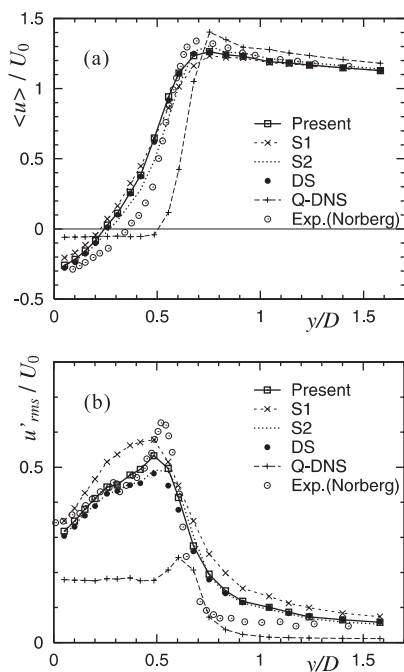 <u> / U0
1.5
1
0.5
0
-0.5
(a)
Present
S1
S2
DS
Q-DNS
Exp.(Norberg)
0 0.5 1 1.5
y/D
u'rms / U0
0.5
0
(b)
Present
S1
S2
DS
Q-DNS
Exp.(Norberg)
0 0.5 1 1.5
y/D